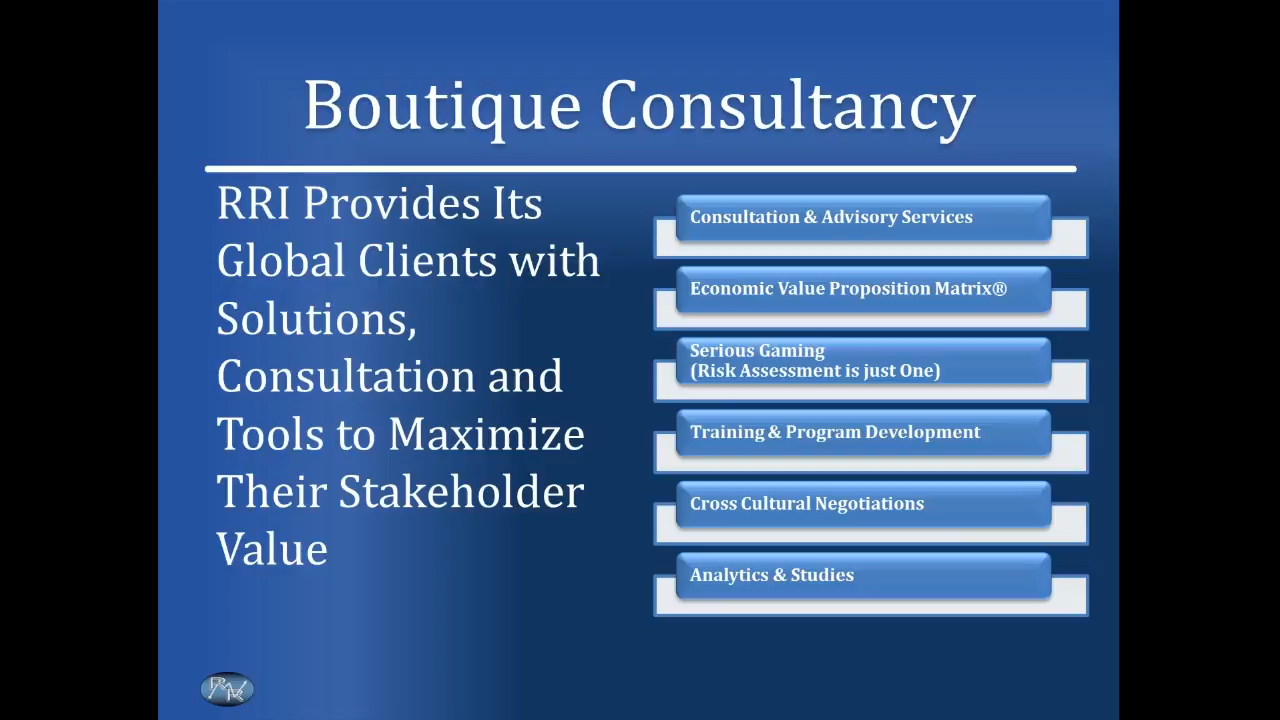 Boutique Consultancy
RRI Provides Its
Global Clients with
Solutions,
Consultation and
Tools to Maximize
Their Stakeholder
Value
Consultation & Advisory Services
Economic Value Proposition Matrix®
Serious Gaming
(Risk Assessment is just One)
Training & Program Development
Cross Cultural Negotiations
Analytics & Studies